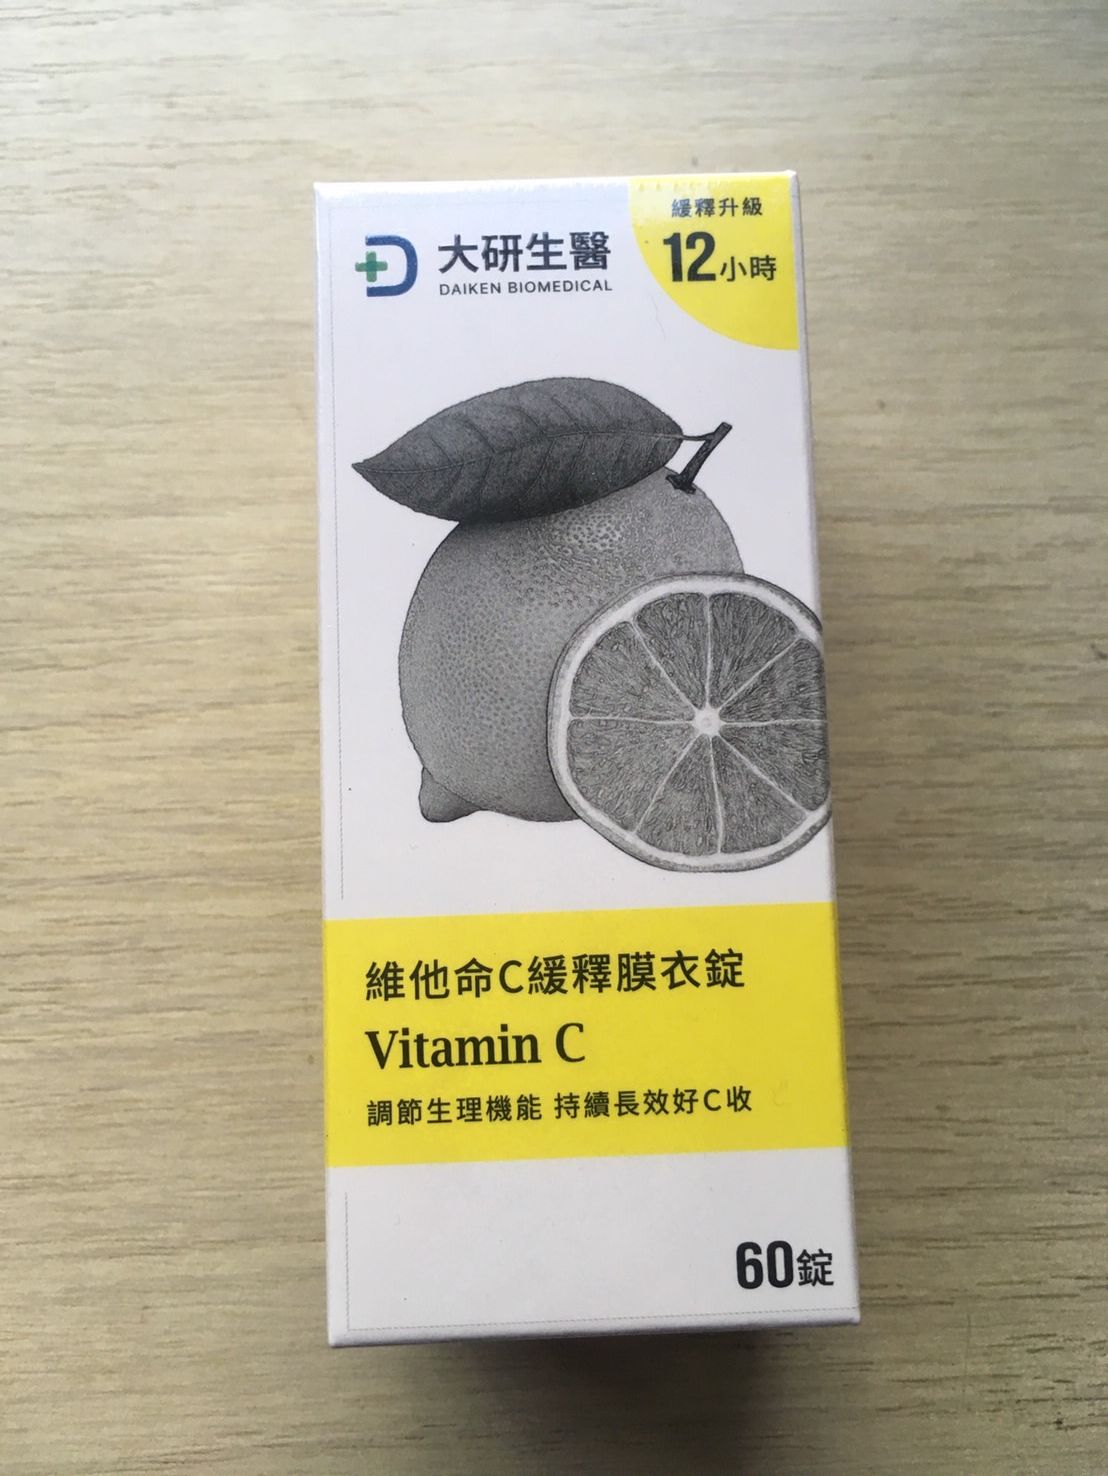 大研生醫
DAIKEN BIOMEDICAL
緩釋升級
12小時
維他命C緩釋膜衣錠
Vitamin C
調節生理機能 持續長效好C收
60錠